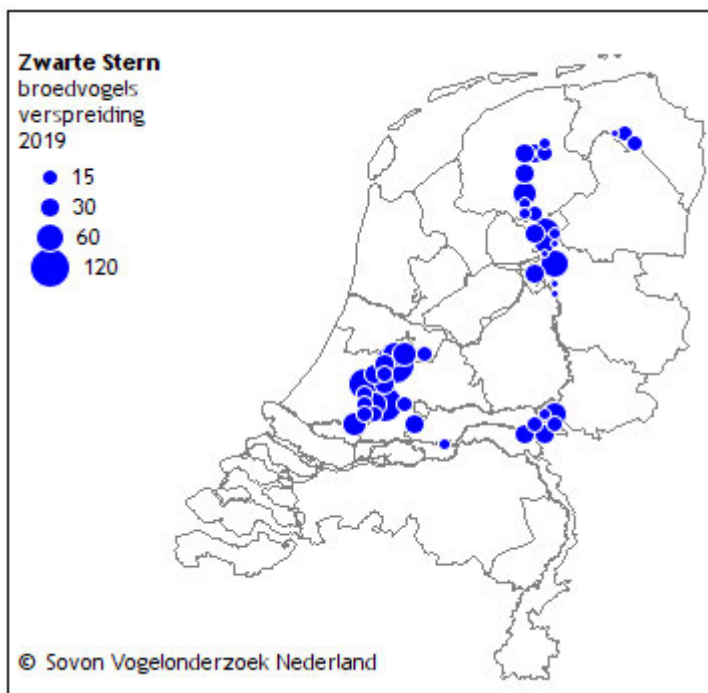 Zwarte Stern
broedvogels
verspreiding
2019
15
30
60
120
© Sovon Vogelonderzoek Nederland